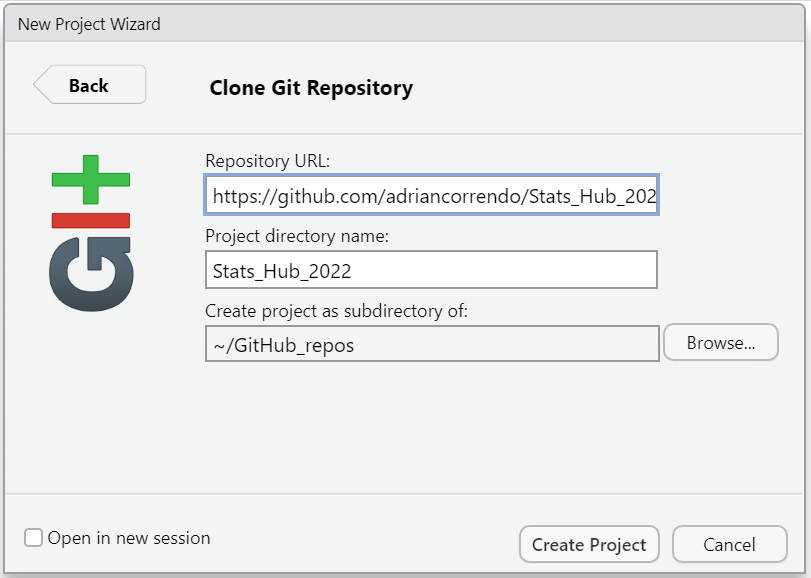 New Project Wizard
Back
Clone Git Repository
Git
Repository URL:
https://github.com/adriancorrendo/Stats_Hub_202
Project directory name:
Stats_Hub_2022
Create project as subdirectory of:
~/GitHub_repos
Browse...
Open in new session
Create Project
Cancel